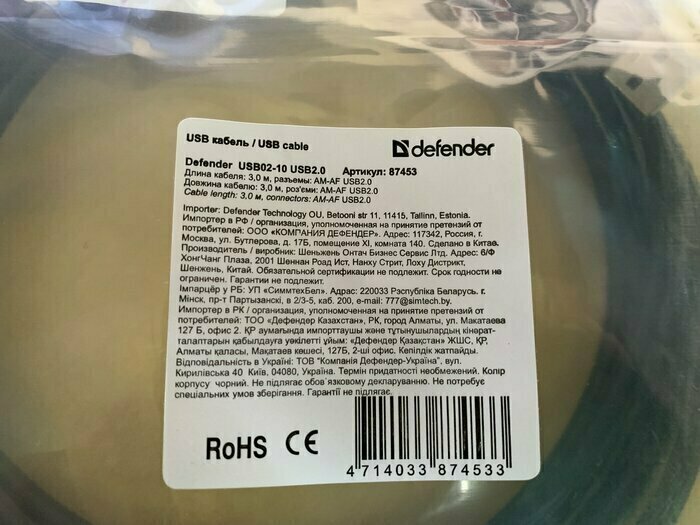 USB кабель / USB cable
defender
Defender USB02-10 USB2.0 Артикул: 87453
Длина кабеля: 3,0 м, разъемы: AM-AF USB2.0
Довжина кабелю: 3,0 м, роз'єми: AM-AF USB2.0
Cable length: 3,0 м, connectors: AM-AF USB2.0
Importer: Defender Technology OU, Betooni str 11, 11415, Tallinn, Estonia.
Импортер в РФ / организация, уполномоченная на принятие претензий от
потребителей: ООО «КОМПАНИЯ ДЕФЕНДЕР». Адрес: 117342, Россия, г.
Москва, ул. Бутлерова, д. 17Б, помещение XI, комната 140. Сделано в Китае.
Производитель / виробник: Шеньжень Онтач Бизнес Сервис Лтд. Адрес: 6/Ф
ХонгЧанг Плаза, 2001 Шеннан Роад Ист, Нанху Стрит, Лоху Дистрикт,
Шенжень, Китай. Обязательной сертификации не подлежит. Срок годности не
ограничен. Гарантии не подлежит.
Імпарцёр у РБ: УП «СиммтехБел». Адрас: 220033 Рэспублiка Беларусь. г.
Мiнск, пр-т Партызанскi, в 2/3-5, каб. 200, e-mail: 777@simtech.by.
Импортер в РК / организация, уполномоченная на принятие претензий от
потребителей: ТОО «Дефендер Казахстан», РК, город Алматы, ул. Макатаева
127 Б, офис 2. ҚР аумағында импорттаушы және тұтынушылардың кінерат-
талаптарын қабылдауға уәкілетті ұйым: «Дефендер Қазақстан» ЖШС, ҚР,
Алматы қаласы, Мақатаев көшесі, 127Б, 2-ші офис. Кепілдік жатпайды.
Відповідальність в Україні: ТОВ "Компанія Дефендер-Україна", вул.
Кирилівська 40 Київ, 04080, Україна. Термін придатності необмежений. Колір
корпусу чорний. Не підлягає обов'язковому декларуванню. Не потребує
спеціальних умов зберігання. Гарантії не підлягає.
RoHS CE
4 714033 874533